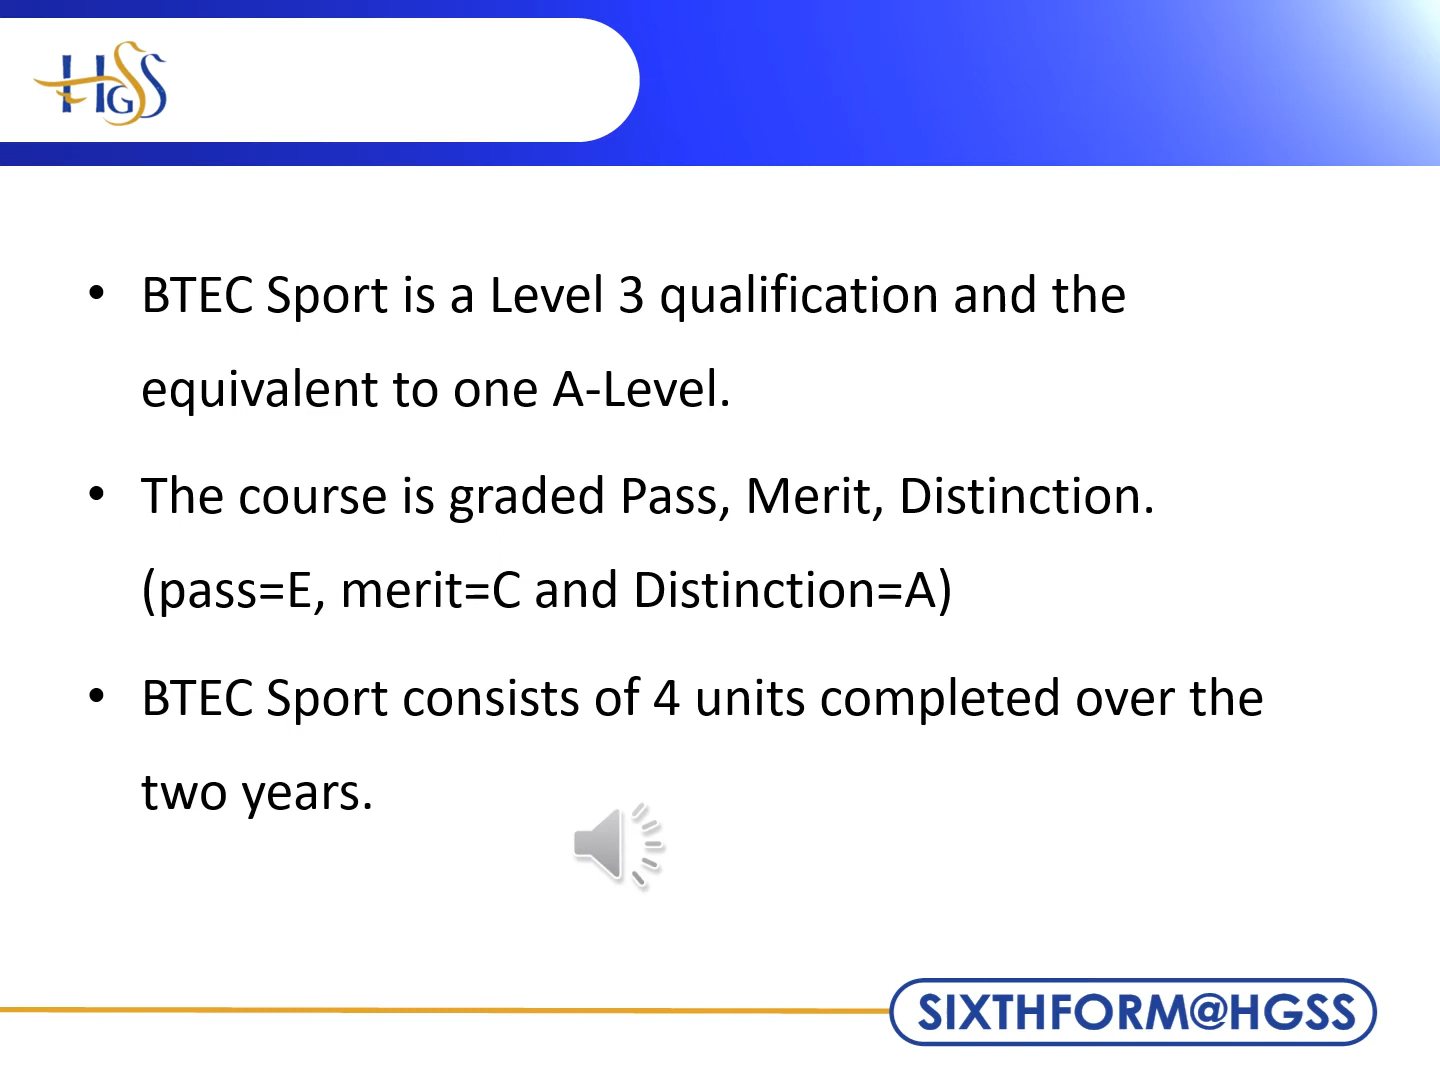 HGSS
• BTEC Sport is a Level 3 qualification and the
equivalent to one A-Level.
• The course is graded Pass, Merit, Distinction.
(pass=E, merit=C and Distinction=A)
• BTEC Sport consists of 4 units completed over the
two years.
SIXTHFORM@HGSS